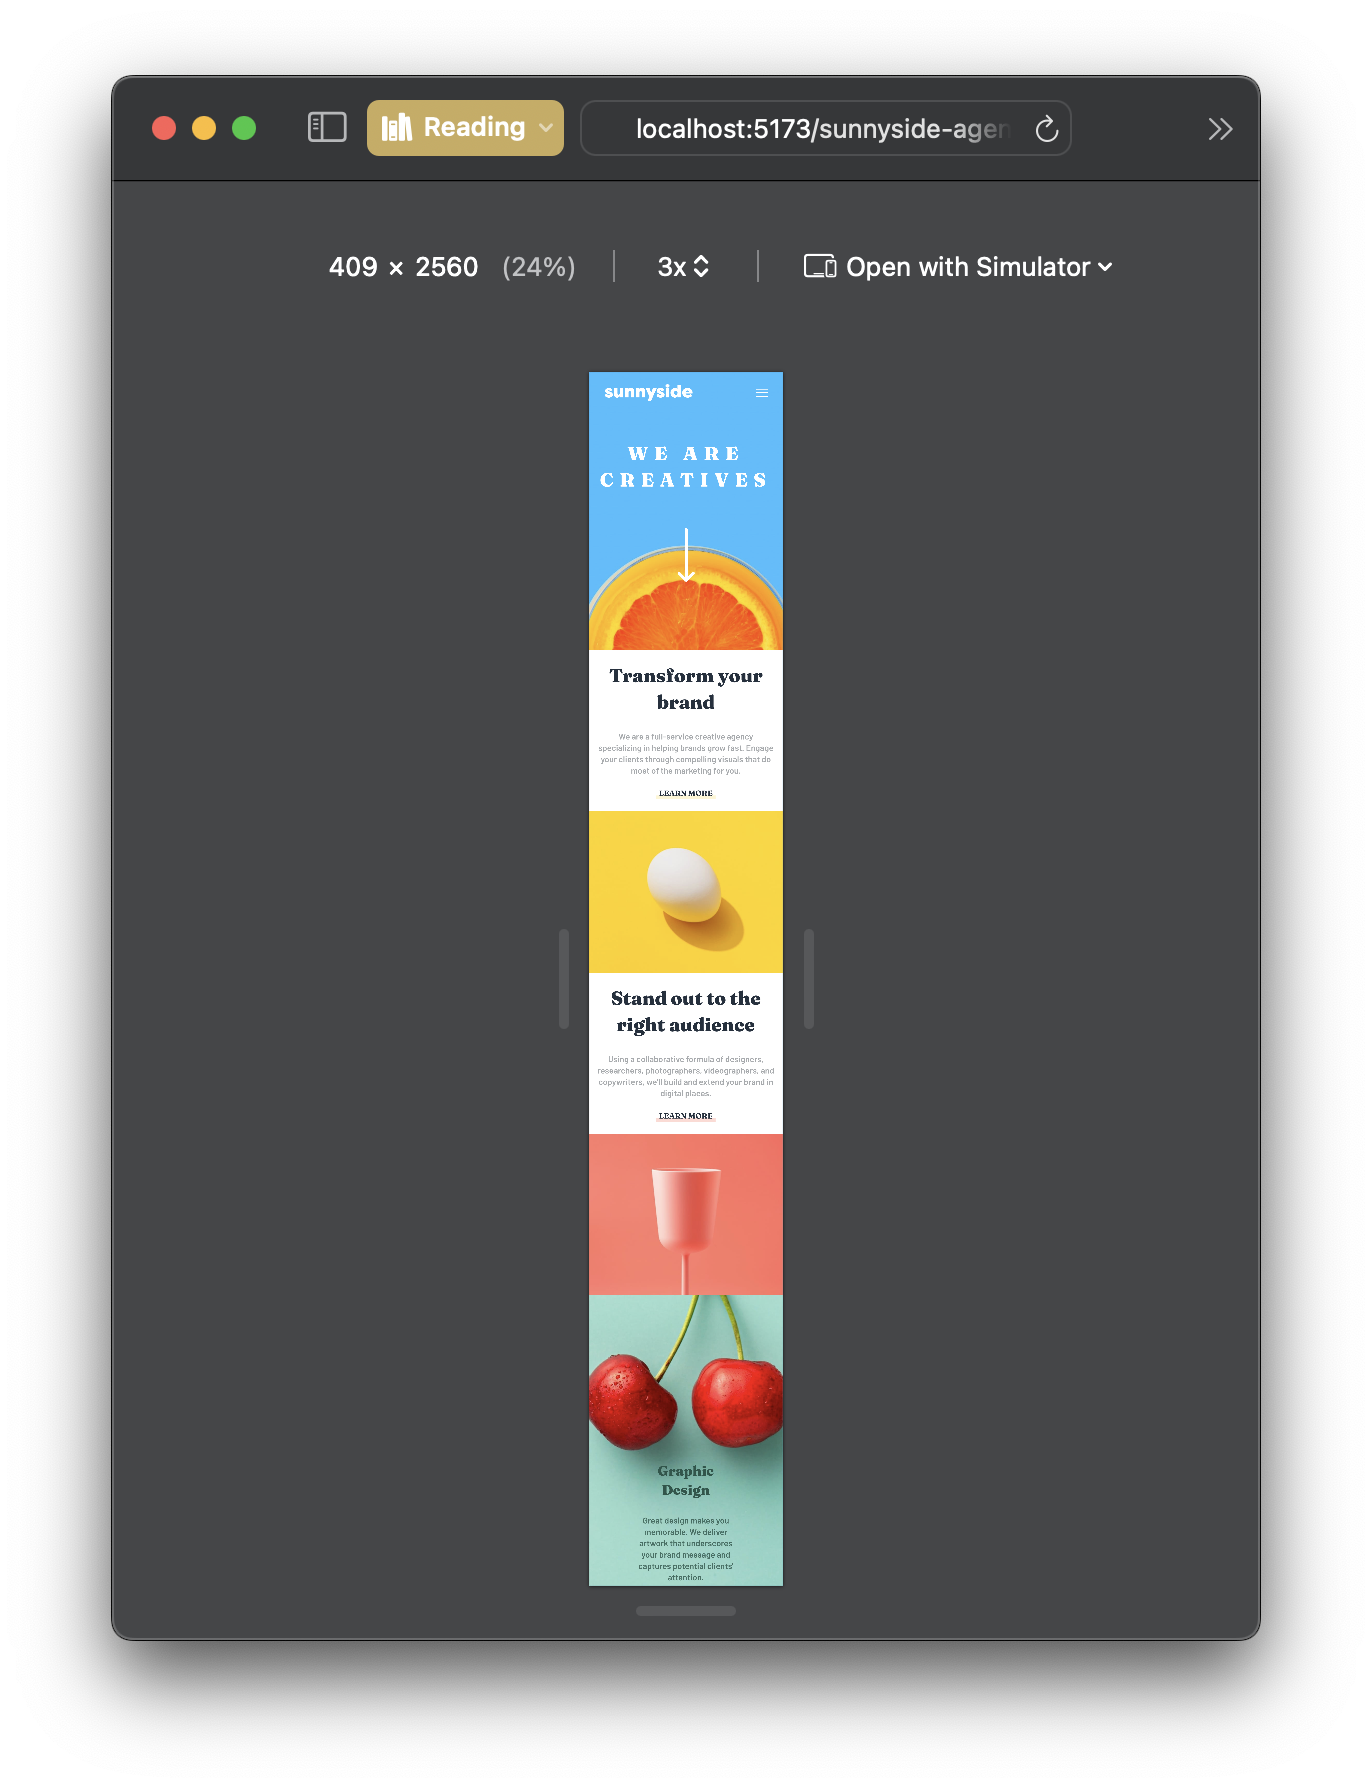 Reading
localhost:5173/sunnyside-agen
409 × 2560 (24%)
3x
Open with Simulator
sunnyside
WE ARE
CREATIVES
Transform your
brand
We are a full-service creative agency
specializing in helping brands grow fast. Engage
your clients through compelling visuals that do
most of the marketing for you.
LEARN MORE
Stand out to the
right audience
Using a collaborative formula of designers,
researchers, photographers, videographers, and
copywriters, we'll build and extend your brand in
digital places.
LEARN MORE
Graphic
Design
Great design makes you
memorable. We deliver
artwork that underscores
your brand message and
captures potential clients'
attention.